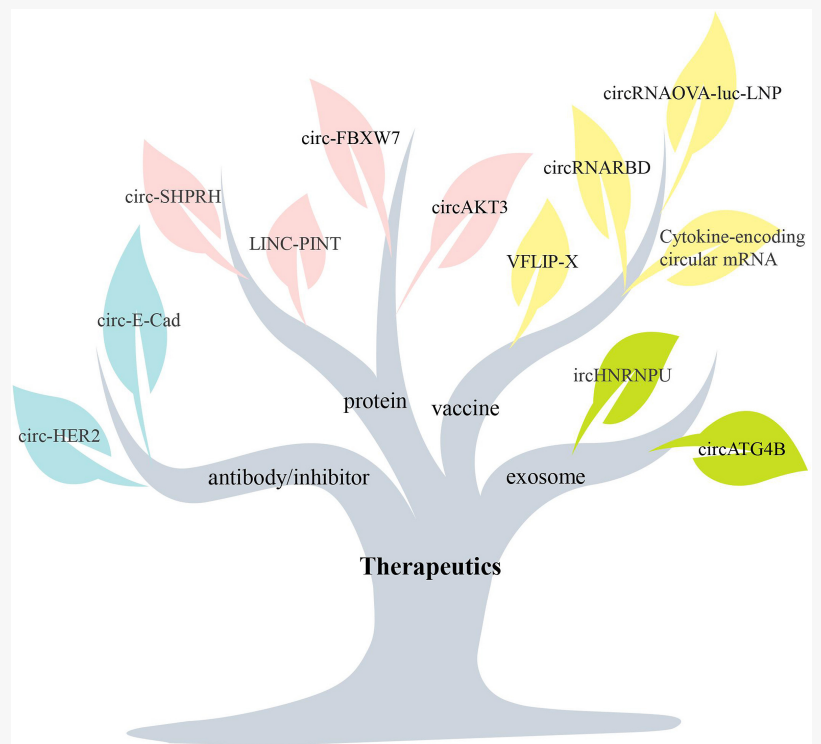 circRNAOVA-luc-LNP
circ-FBXW7
circRNARBD
circ-SHPRH
circAKT3
LINC-PINT
Cytokine-encoding
circular mRNA
VFLIP-X
circ-E-Cad
ircHNRNPU
protein
vaccine
circ-HER2
circATG4B
antibody/inhibitor
exosome
Therapeutics